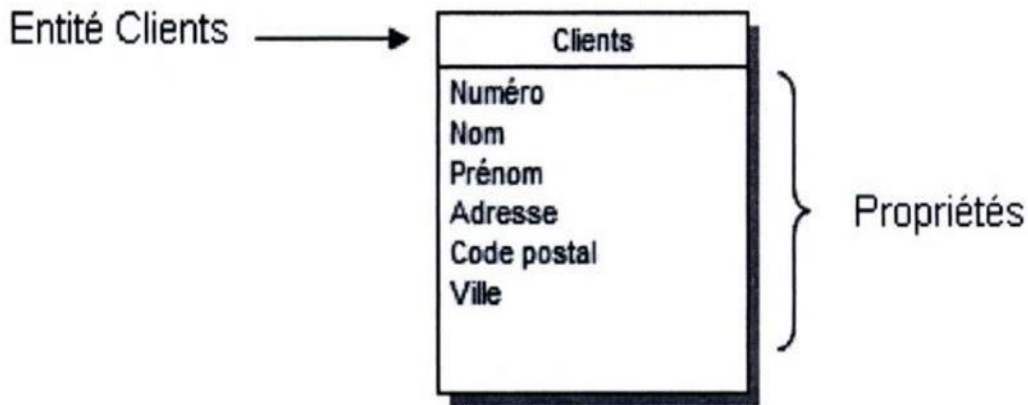 Entité Clients
Clients
Numéro
Nom
Prénom
Adresse
Code postal
Ville
Propriétés